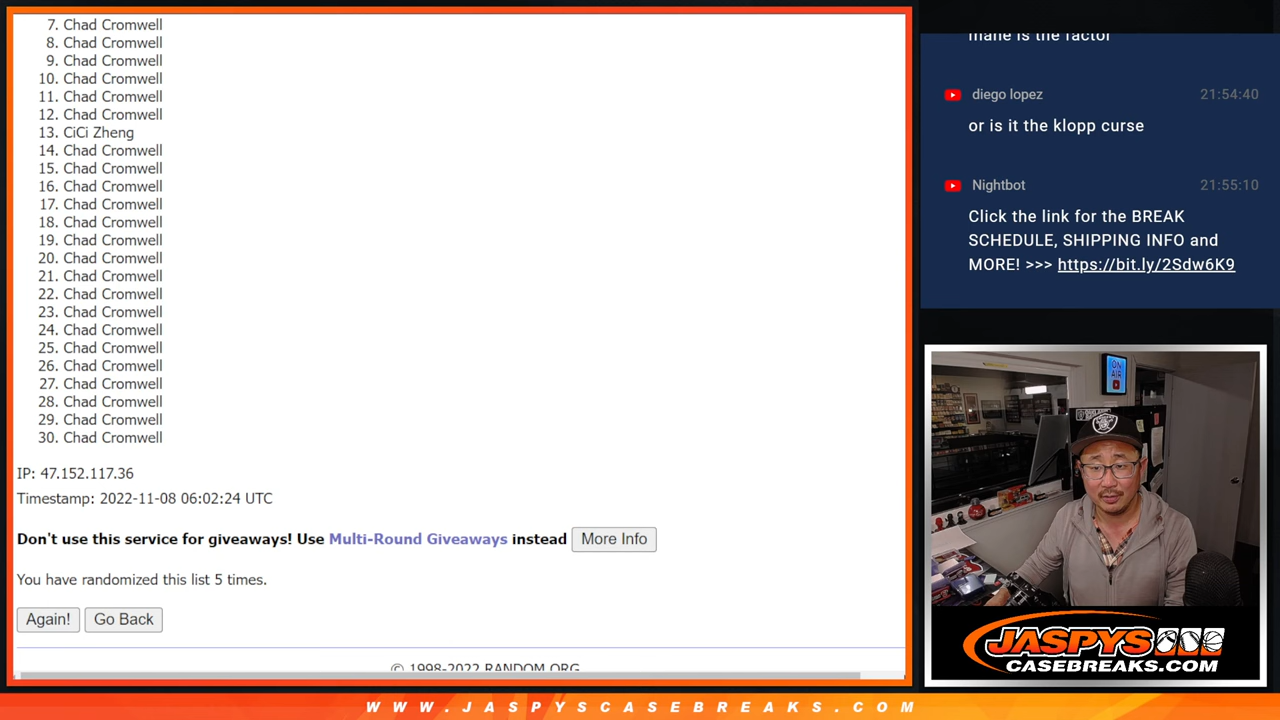 7. Chad Cromwell
8. Chad Cromwell
9. Chad Cromwell
10. Chad Cromwell
11. Chad Cromwell
12. Chad Cromwell
13. CiCi Zheng
14. Chad Cromwell
15. Chad Cromwell
16. Chad Cromwell
17. Chad Cromwell
18. Chad Cromwell
19. Chad Cromwell
20. Chad Cromwell
21. Chad Cromwell
22. Chad Cromwell
23. Chad Cromwell
24. Chad Cromwell
25. Chad Cromwell
26. Chad Cromwell
27. Chad Cromwell
28. Chad Cromwell
29. Chad Cromwell
30. Chad Cromwell
IP: 47.152.117.36
Timestamp: 2022-11-08 06:02:24 UTC
Don't use this service for giveaways! Use Multi-Round Giveaways instead More Info
You have randomized this list 5 times.
Again! Go Back
© 1998-2022 RANDOM.ORG
mane is the factor
diego lopez 21:54:40
or is it the klopp curse
Nightbot 21:55:10
Click the link for the BREAK
SCHEDULE, SHIPPING INFO and
MORE! >>> https://bit.ly/2Sdw6K9
ON
AIR
JASPYS
CASEBREAKS.COM
WWW.JASPYSCASEBREAKS.COM